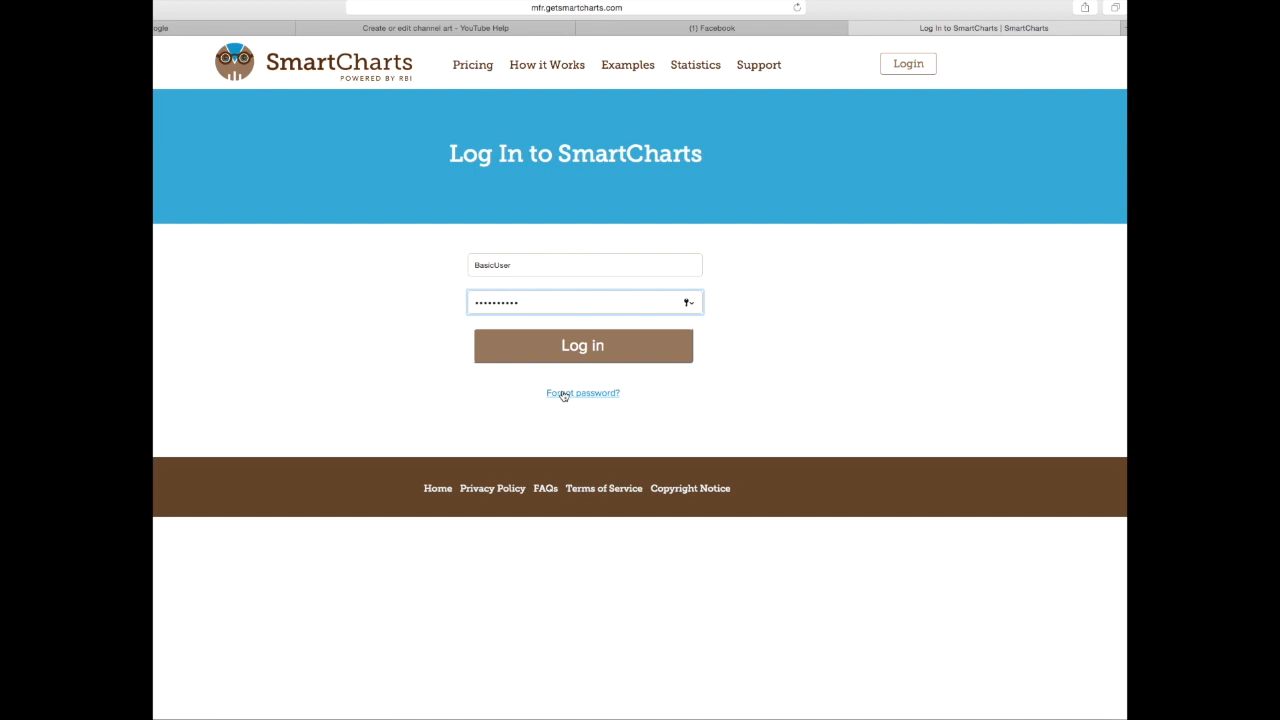 mfr.getsmartcharts.com
ogle
Create or edit channel art - YouTube Help
(1) Facebook
Log In to SmartCharts | SmartCharts
SmartCharts
POWERED BY RBI
Pricing
How it Works
Examples
Statistics
Support
Login
Log In to SmartCharts
BasicUser
••••••••••
Log in
Forgot password?
Home Privacy Policy FAQs Terms of Service Copyright Notice